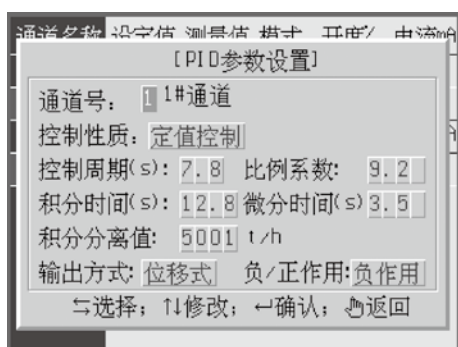 通道名称 设定值 测量值 模式 开度% 电流mA
[PID参数设置]
通道号: 1 1#通道
控制性质: 定值控制
控制周期(s): 7.8 比例系数: 9.2
积分时间(s): 12.8 微分时间(s) 3.5
积分分离值: 5001 t/h
输出方式: 位移式 负/正作用: 负作用
⇆选择; ↑↓修改; ↵确认; 返回